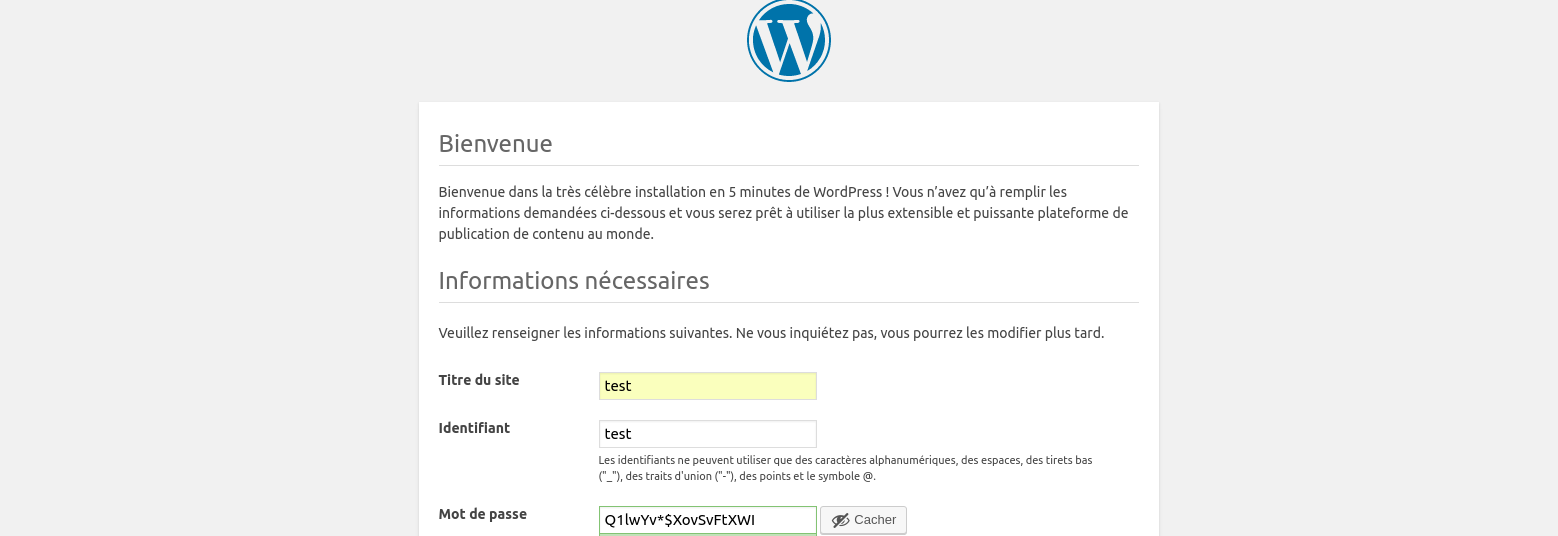 Bienvenue
Bienvenue dans la très célèbre installation en 5 minutes de WordPress ! Vous n’avez qu’à remplir les
informations demandées ci-dessous et vous serez prêt à utiliser la plus extensible et puissante plateforme de
publication de contenu au monde.
Informations nécessaires
Veuillez renseigner les informations suivantes. Ne vous inquiétez pas, vous pourrez les modifier plus tard.
Titre du site test
Identifiant test
Les identifiants ne peuvent utiliser que des caractères alphanumériques, des espaces, des tirets bas
("_"), des traits d'union ("-"), des points et le symbole @.
Mot de passe Q1lwYv*$XovSvFtXWI Cacher